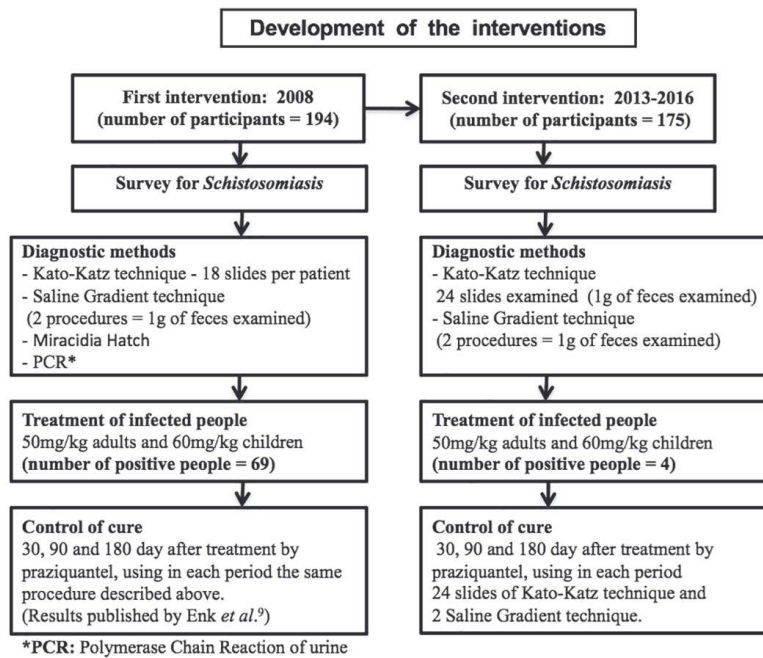 Development of the interventions
First intervention: 2008
(number of participants = 194)
Survey for Schistosomiasis
Diagnostic methods
- Kato-Katz technique - 18 slides per patient
- Saline Gradient technique
(2 procedures = 1g of feces examined)
- Miracidia Hatch
- PCR*
Treatment of infected people
50mg/kg adults and 60mg/kg children
(number of positive people = 69)
Control of cure
30, 90 and 180 day after treatment by
praziquantel, using in each period the same
procedure described above.
(Results published by Enk et al.⁹)
*PCR: Polymerase Chain Reaction of urine
Second intervention: 2013-2016
(number of participants = 175)
Survey for Schistosomiasis
Diagnostic methods
- Kato-Katz technique
24 slides examined (1g of feces examined)
- Saline Gradient technique
(2 procedures = 1g of feces examined)
Treatment of infected people
50mg/kg adults and 60mg/kg children
(number of positive people = 4)
Control of cure
30, 90 and 180 day after treatment by
praziquantel, using in each period
24 slides of Kato-Katz technique and
2 Saline Gradient technique.